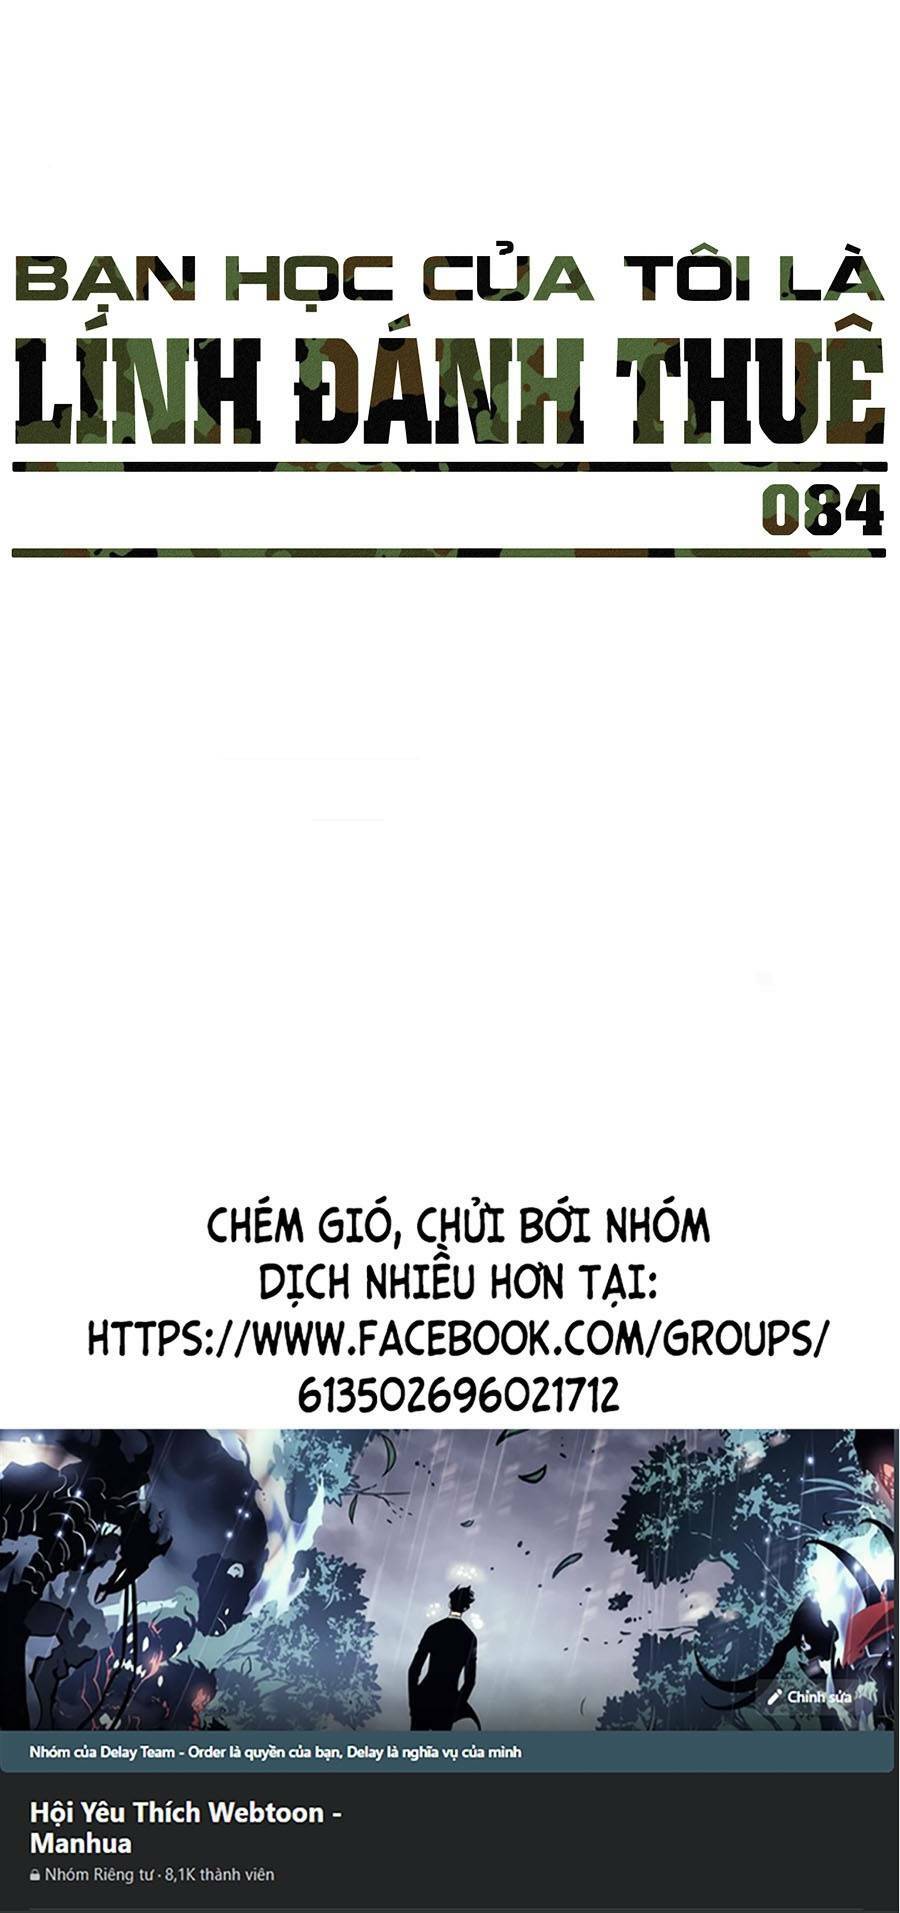 BẠN HỌC CỦA TÔI LÀ
LÍNH ĐÁNH THUÊ
084
CHÉM GIÓ, CHỬI BỚI NHÓM
DỊCH NHIỀU HƠN TẠI:
HTTPS://WWW.FACEBOOK.COM/GROUPS/
613502696021712
Chỉnh sửa
Nhóm của Delay Team - Order là quyền của bạn, Delay là nghĩa vụ của mình
Hội Yêu Thích Webtoon -
Manhua
Nhóm Riêng tư · 8,1K thành viên